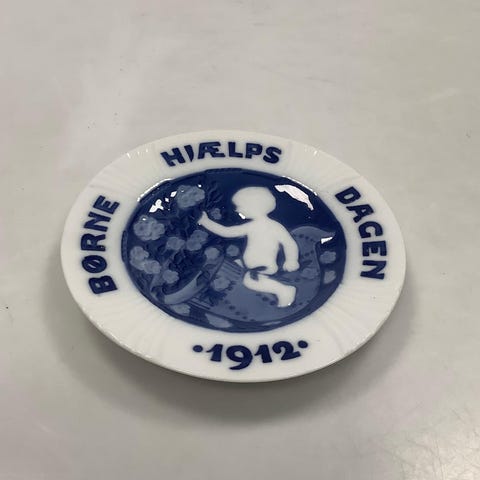 BØRNE
HJÆLPS
DAGEN
·1912·